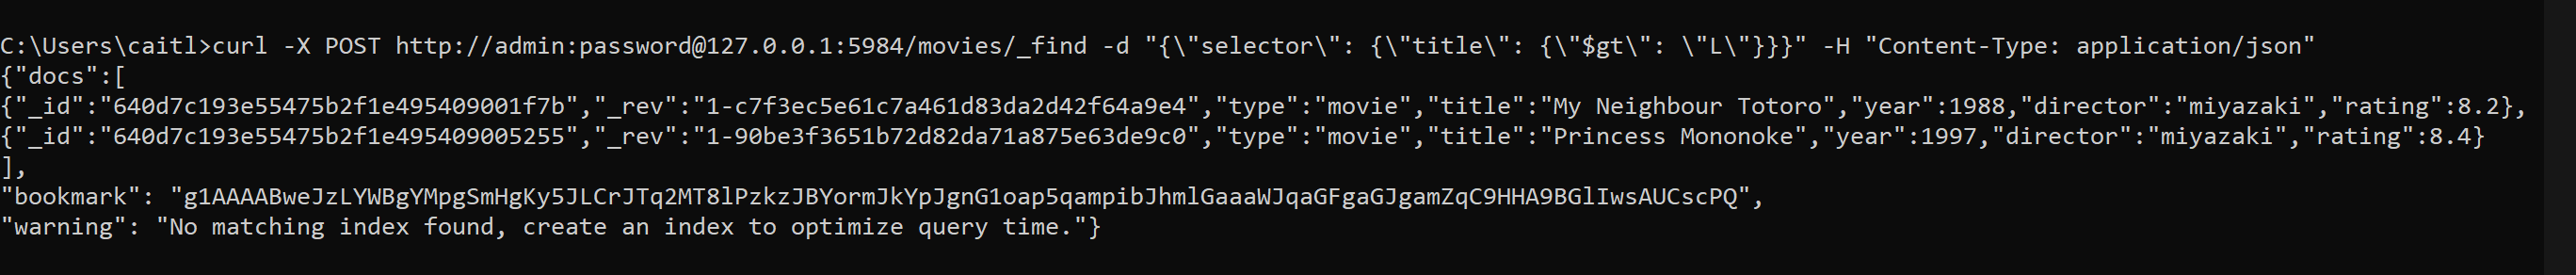 C:\Users\caitl>curl -X POST http://admin:password@127.0.0.1:5984/movies/_find -d "{\"selector\": {\"title\": {\"$gt\": \"L\"}}}" -H "Content-Type: application/json"
{"docs":[
{"_id":"640d7c193e55475b2f1e495409001f7b","_rev":"1-c7f3ec5e61c7a461d83da2d42f64a9e4","type":"movie","title":"My Neighbour Totoro","year":1988,"director":"miyazaki","rating":8.2},
{"_id":"640d7c193e55475b2f1e495409005255","_rev":"1-90be3f3651b72d82da71a875e63de9c0","type":"movie","title":"Princess Mononoke","year":1997,"director":"miyazaki","rating":8.4}
],
"bookmark": "g1AAAABweJzLYWBgYMpgSmHgKy5JLCrJTq2MT8lPzkzJBYormJkYpJgnG1oap5qampibJhmlGaaaWJqaGFgaGJgamZqC9HHA9BGlIwsAUCscPQ",
"warning": "No matching index found, create an index to optimize query time."}